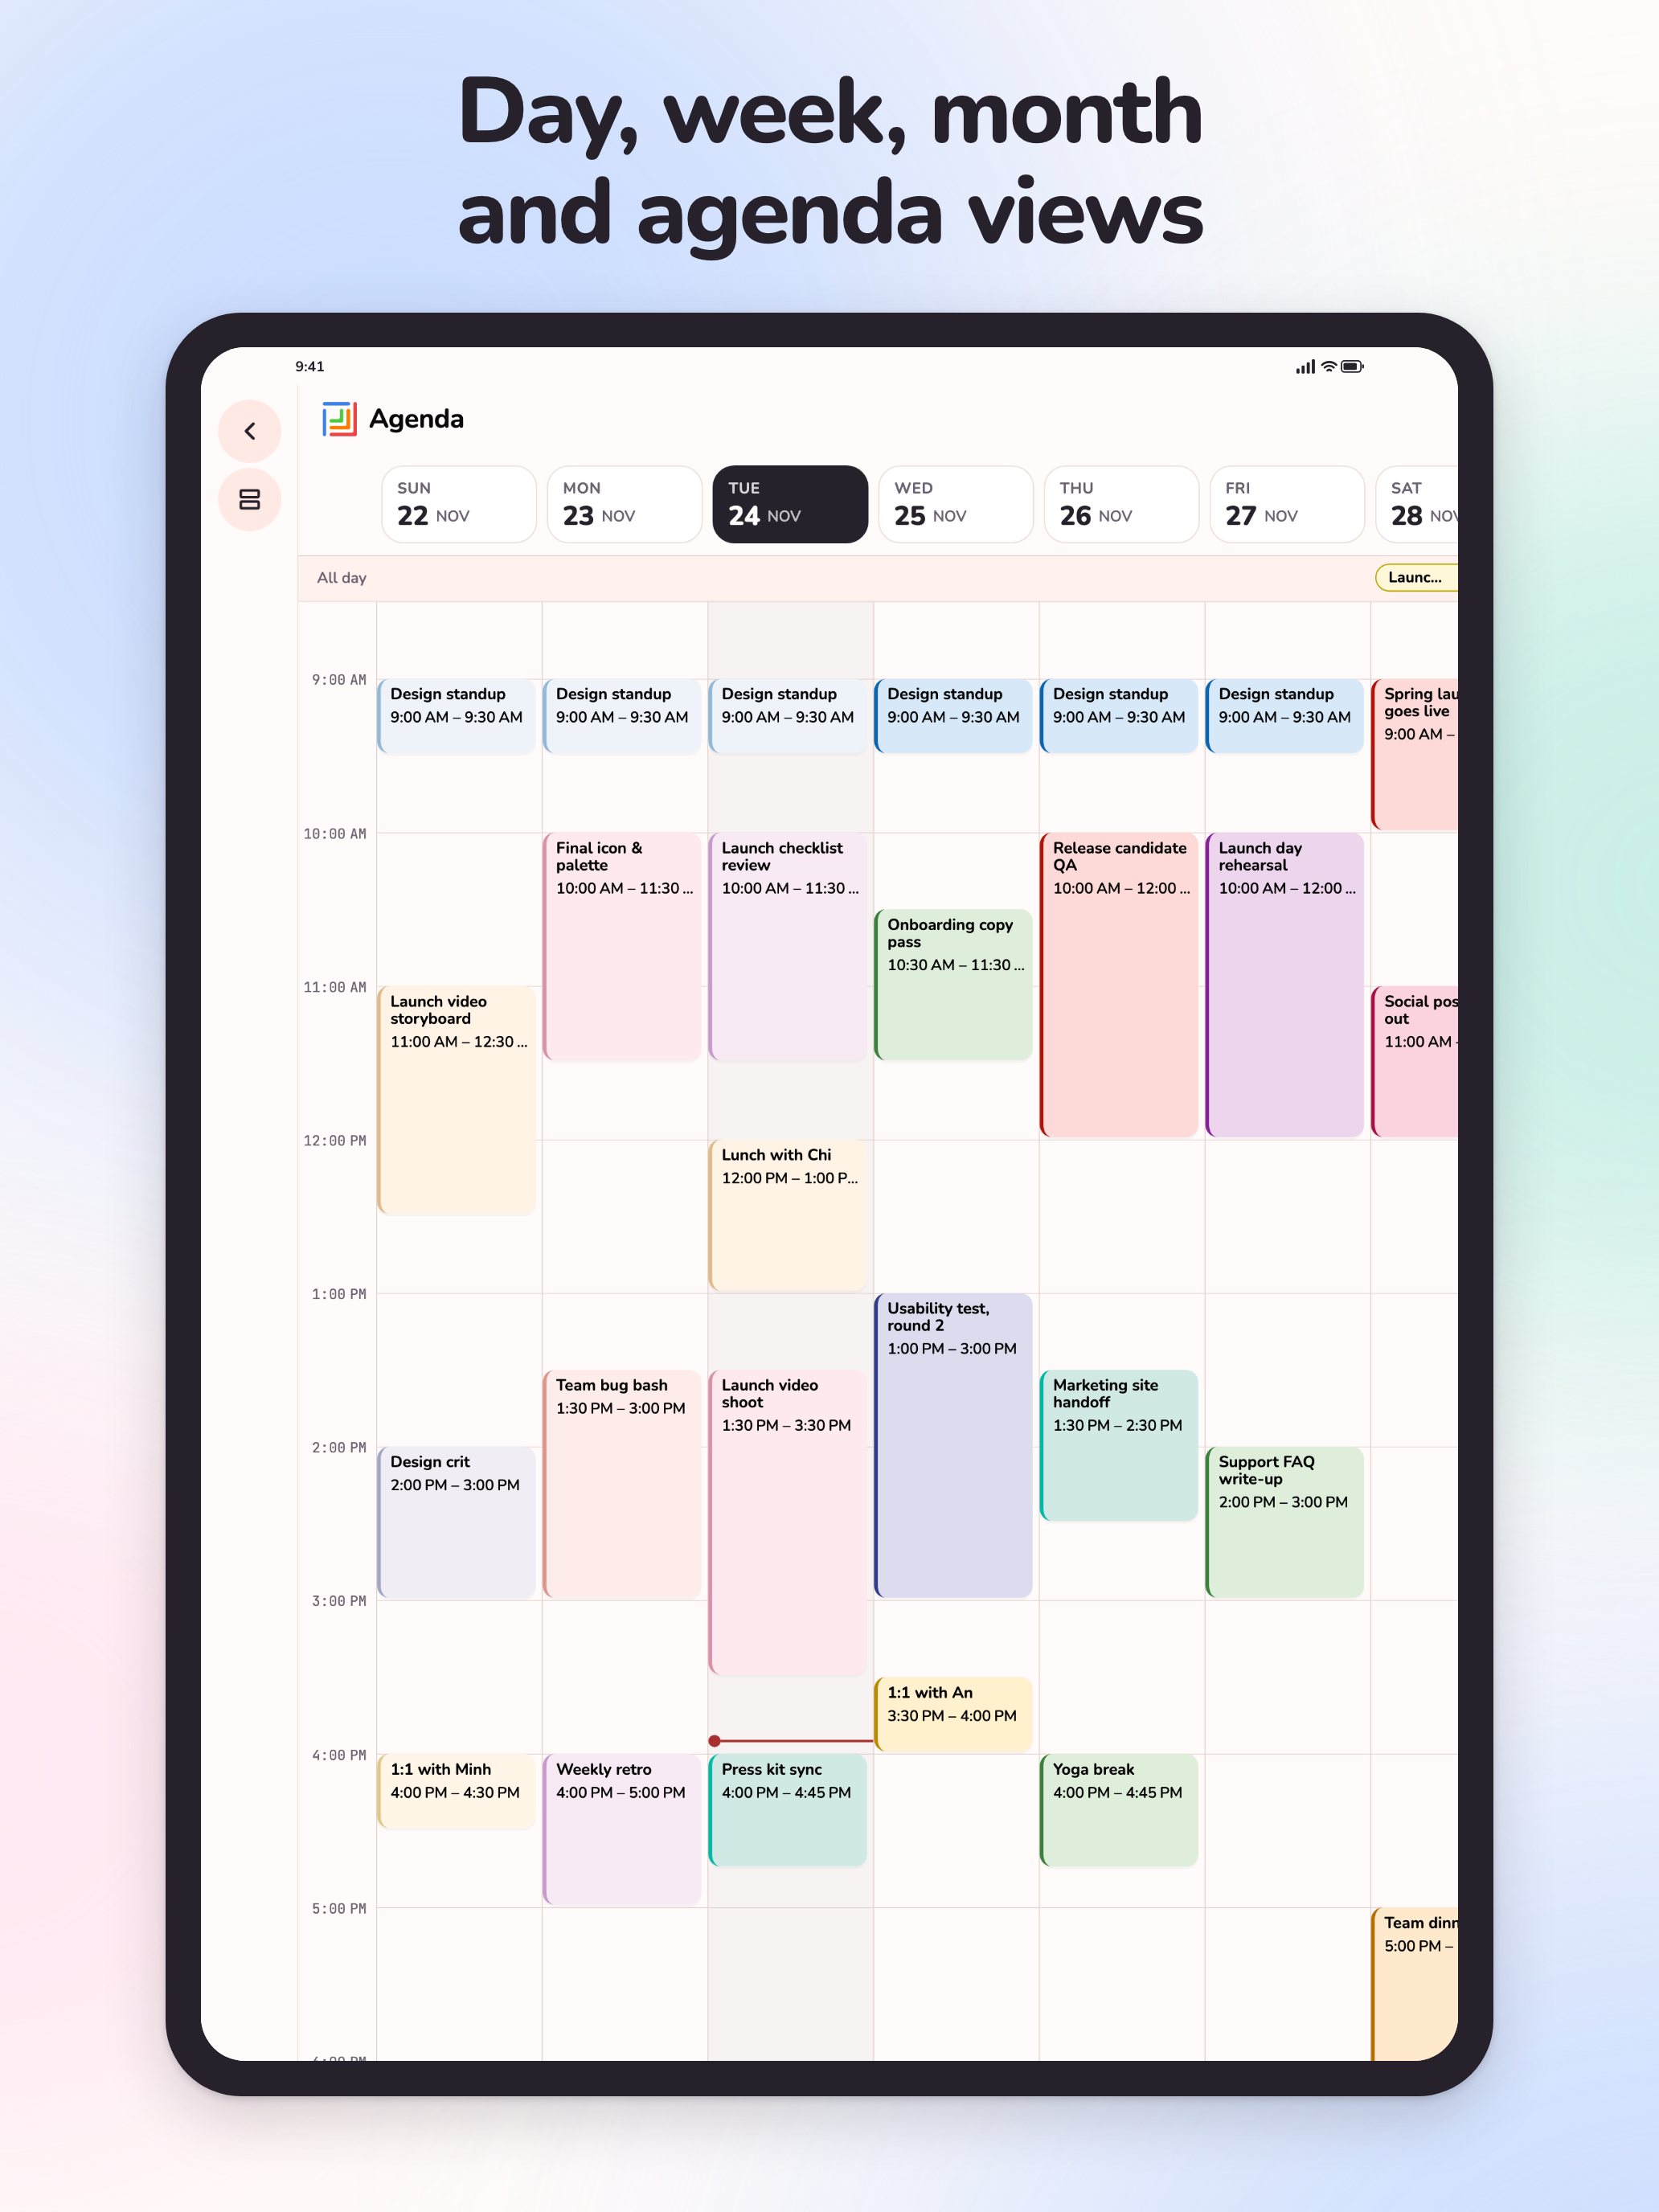 Day, week, month
and agenda views
9:41
Agenda
SUN
22 NOV
MON
23 NOV
TUE
24 NOV
WED
25 NOV
THU
26 NOV
FRI
27 NOV
SAT
28 NOV
All day
Launc...
9:00 AM
Design standup
9:00 AM – 9:30 AM
Design standup
9:00 AM – 9:30 AM
Design standup
9:00 AM – 9:30 AM
Design standup
9:00 AM – 9:30 AM
Design standup
9:00 AM – 9:30 AM
Design standup
9:00 AM – 9:30 AM
Spring lau
goes live
9:00 AM –
10:00 AM
Final icon &
palette
10:00 AM – 11:30 ...
Launch checklist
review
10:00 AM – 11:30 ...
Onboarding copy
pass
10:30 AM – 11:30 ...
Release candidate
QA
10:00 AM – 12:00 ...
Launch day
rehearsal
10:00 AM – 12:00 ...
11:00 AM
Launch video
storyboard
11:00 AM – 12:30 ...
Social pos
out
11:00 AM -
12:00 PM
Lunch with Chi
12:00 PM – 1:00 P...
1:00 PM
Usability test,
round 2
1:00 PM – 3:00 PM
Team bug bash
1:30 PM – 3:00 PM
Launch video
shoot
1:30 PM – 3:30 PM
Marketing site
handoff
1:30 PM – 2:30 PM
2:00 PM
Design crit
2:00 PM – 3:00 PM
Support FAQ
write-up
2:00 PM – 3:00 PM
3:00 PM
1:1 with An
3:30 PM – 4:00 PM
4:00 PM
1:1 with Minh
4:00 PM – 4:30 PM
Weekly retro
4:00 PM – 5:00 PM
Press kit sync
4:00 PM – 4:45 PM
Yoga break
4:00 PM – 4:45 PM
5:00 PM
Team dinn
5:00 PM –